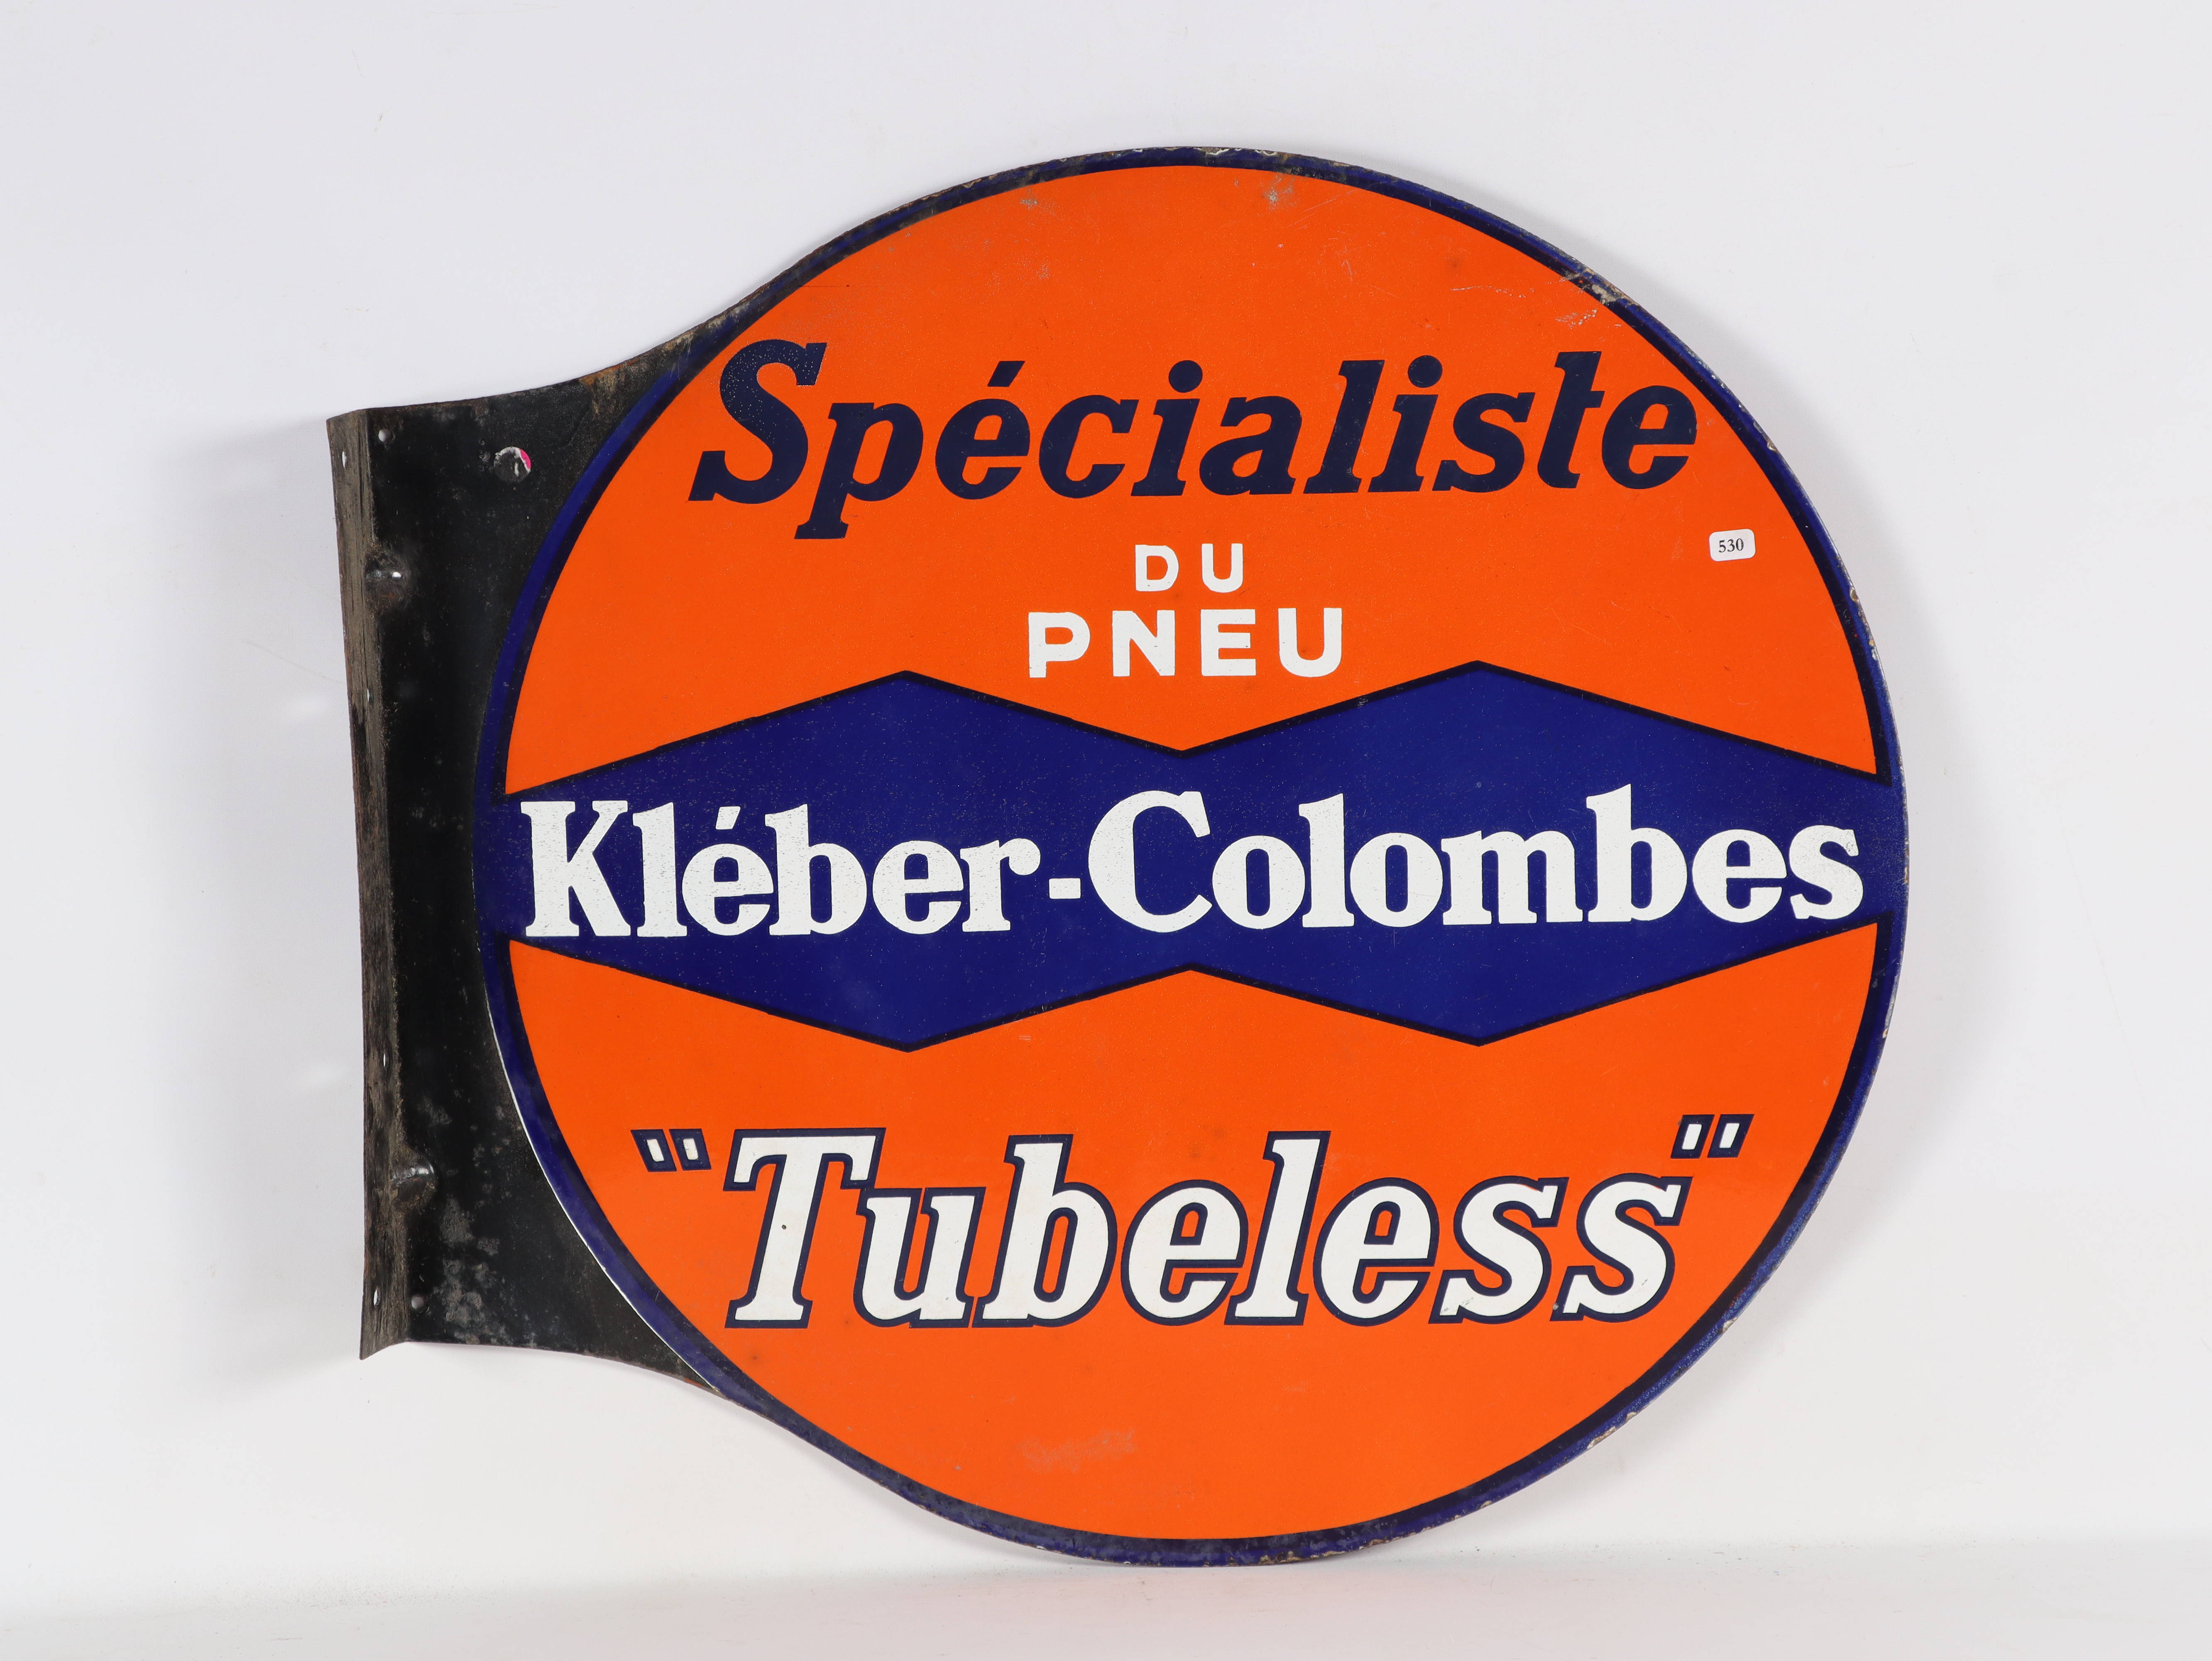 Spécialiste
530
DU
PNEU
Kléber-Colombes
"Tubeless"